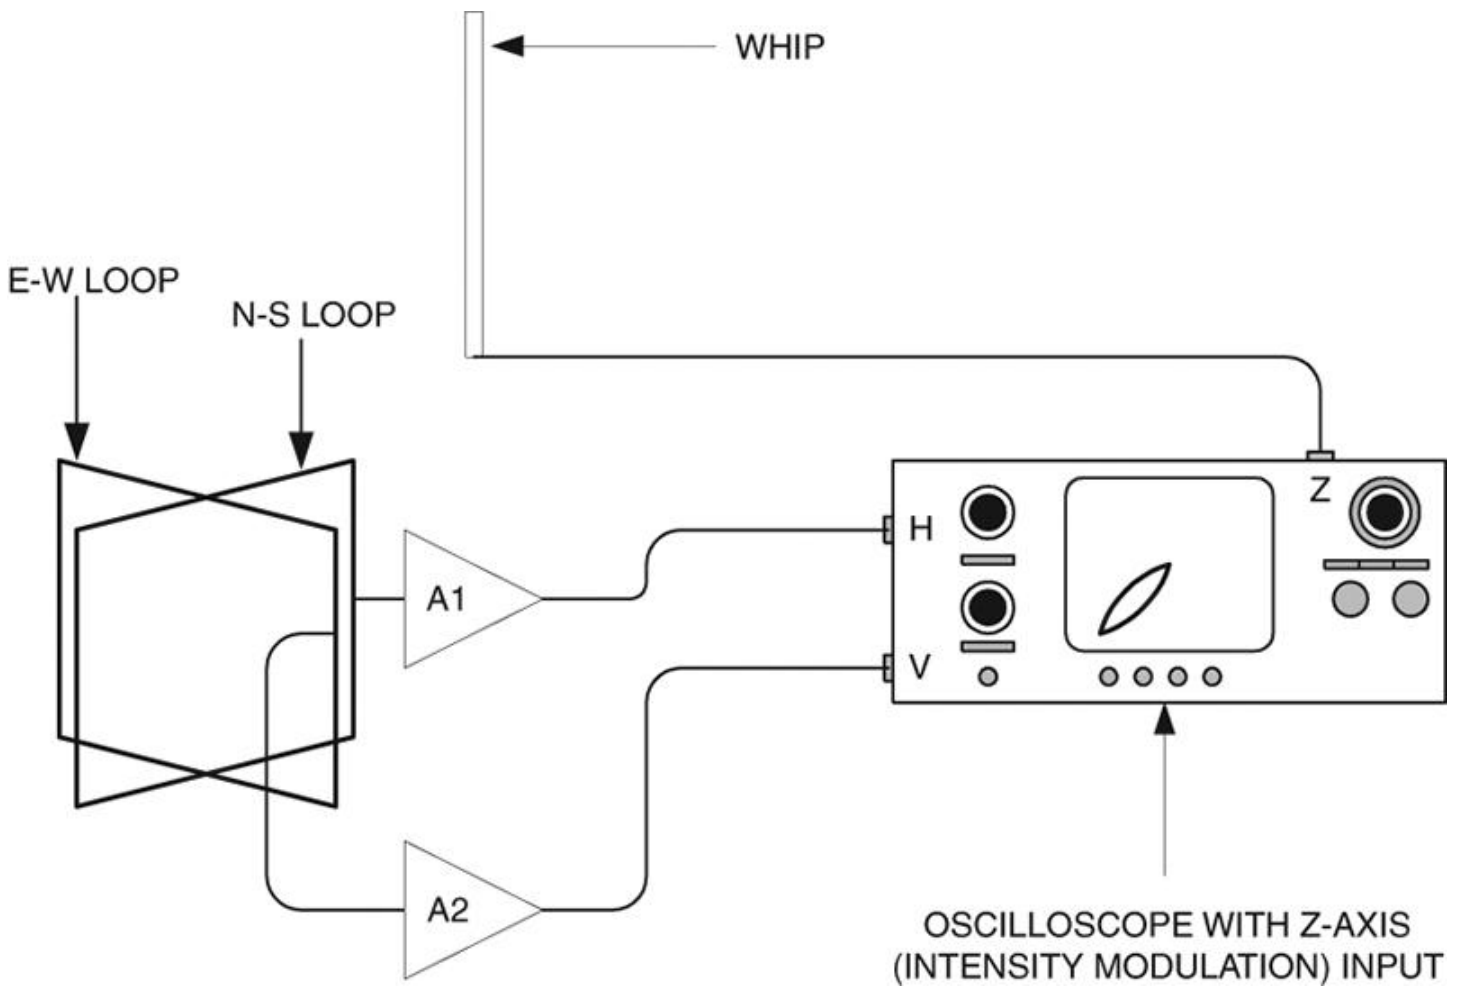 WHIP
E-W LOOP
N-S LOOP
A1
H
Z
V
A2
OSCILLOSCOPE WITH Z-AXIS
(INTENSITY MODULATION) INPUT